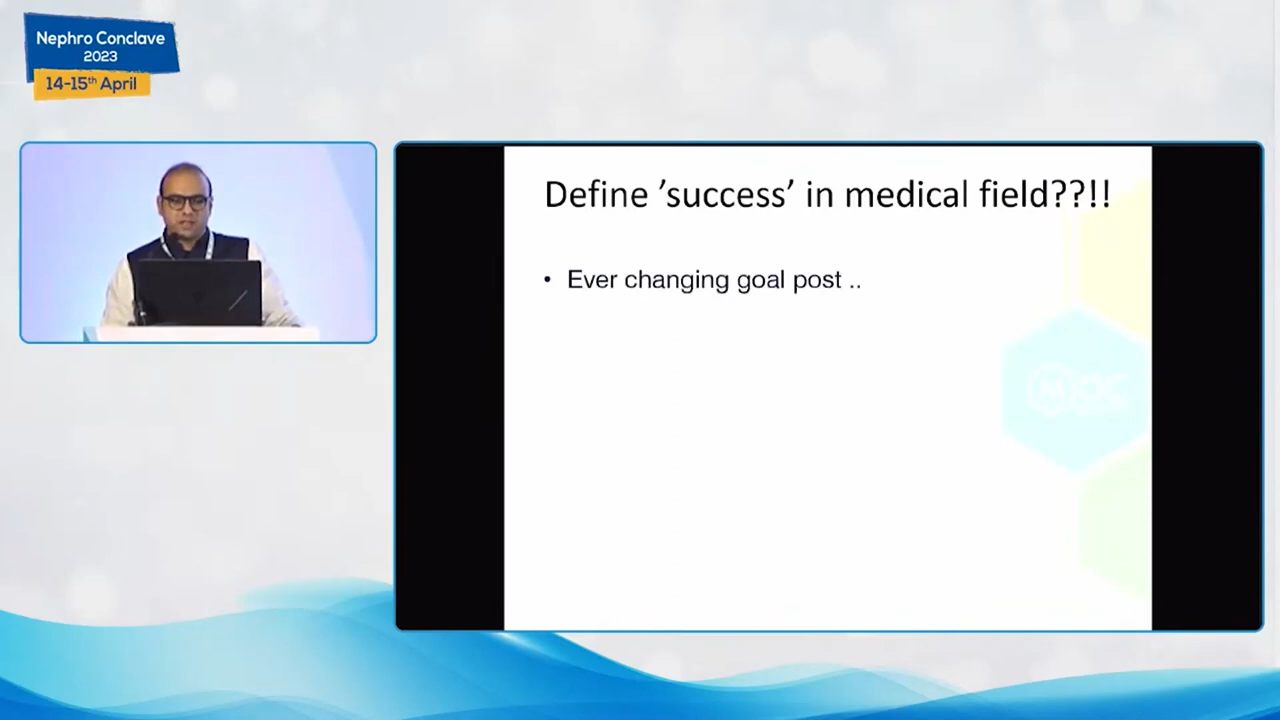 Nephro Conclave
2023
14-15th April
Define ’success’ in medical field??!!
• Ever changing goal post ..